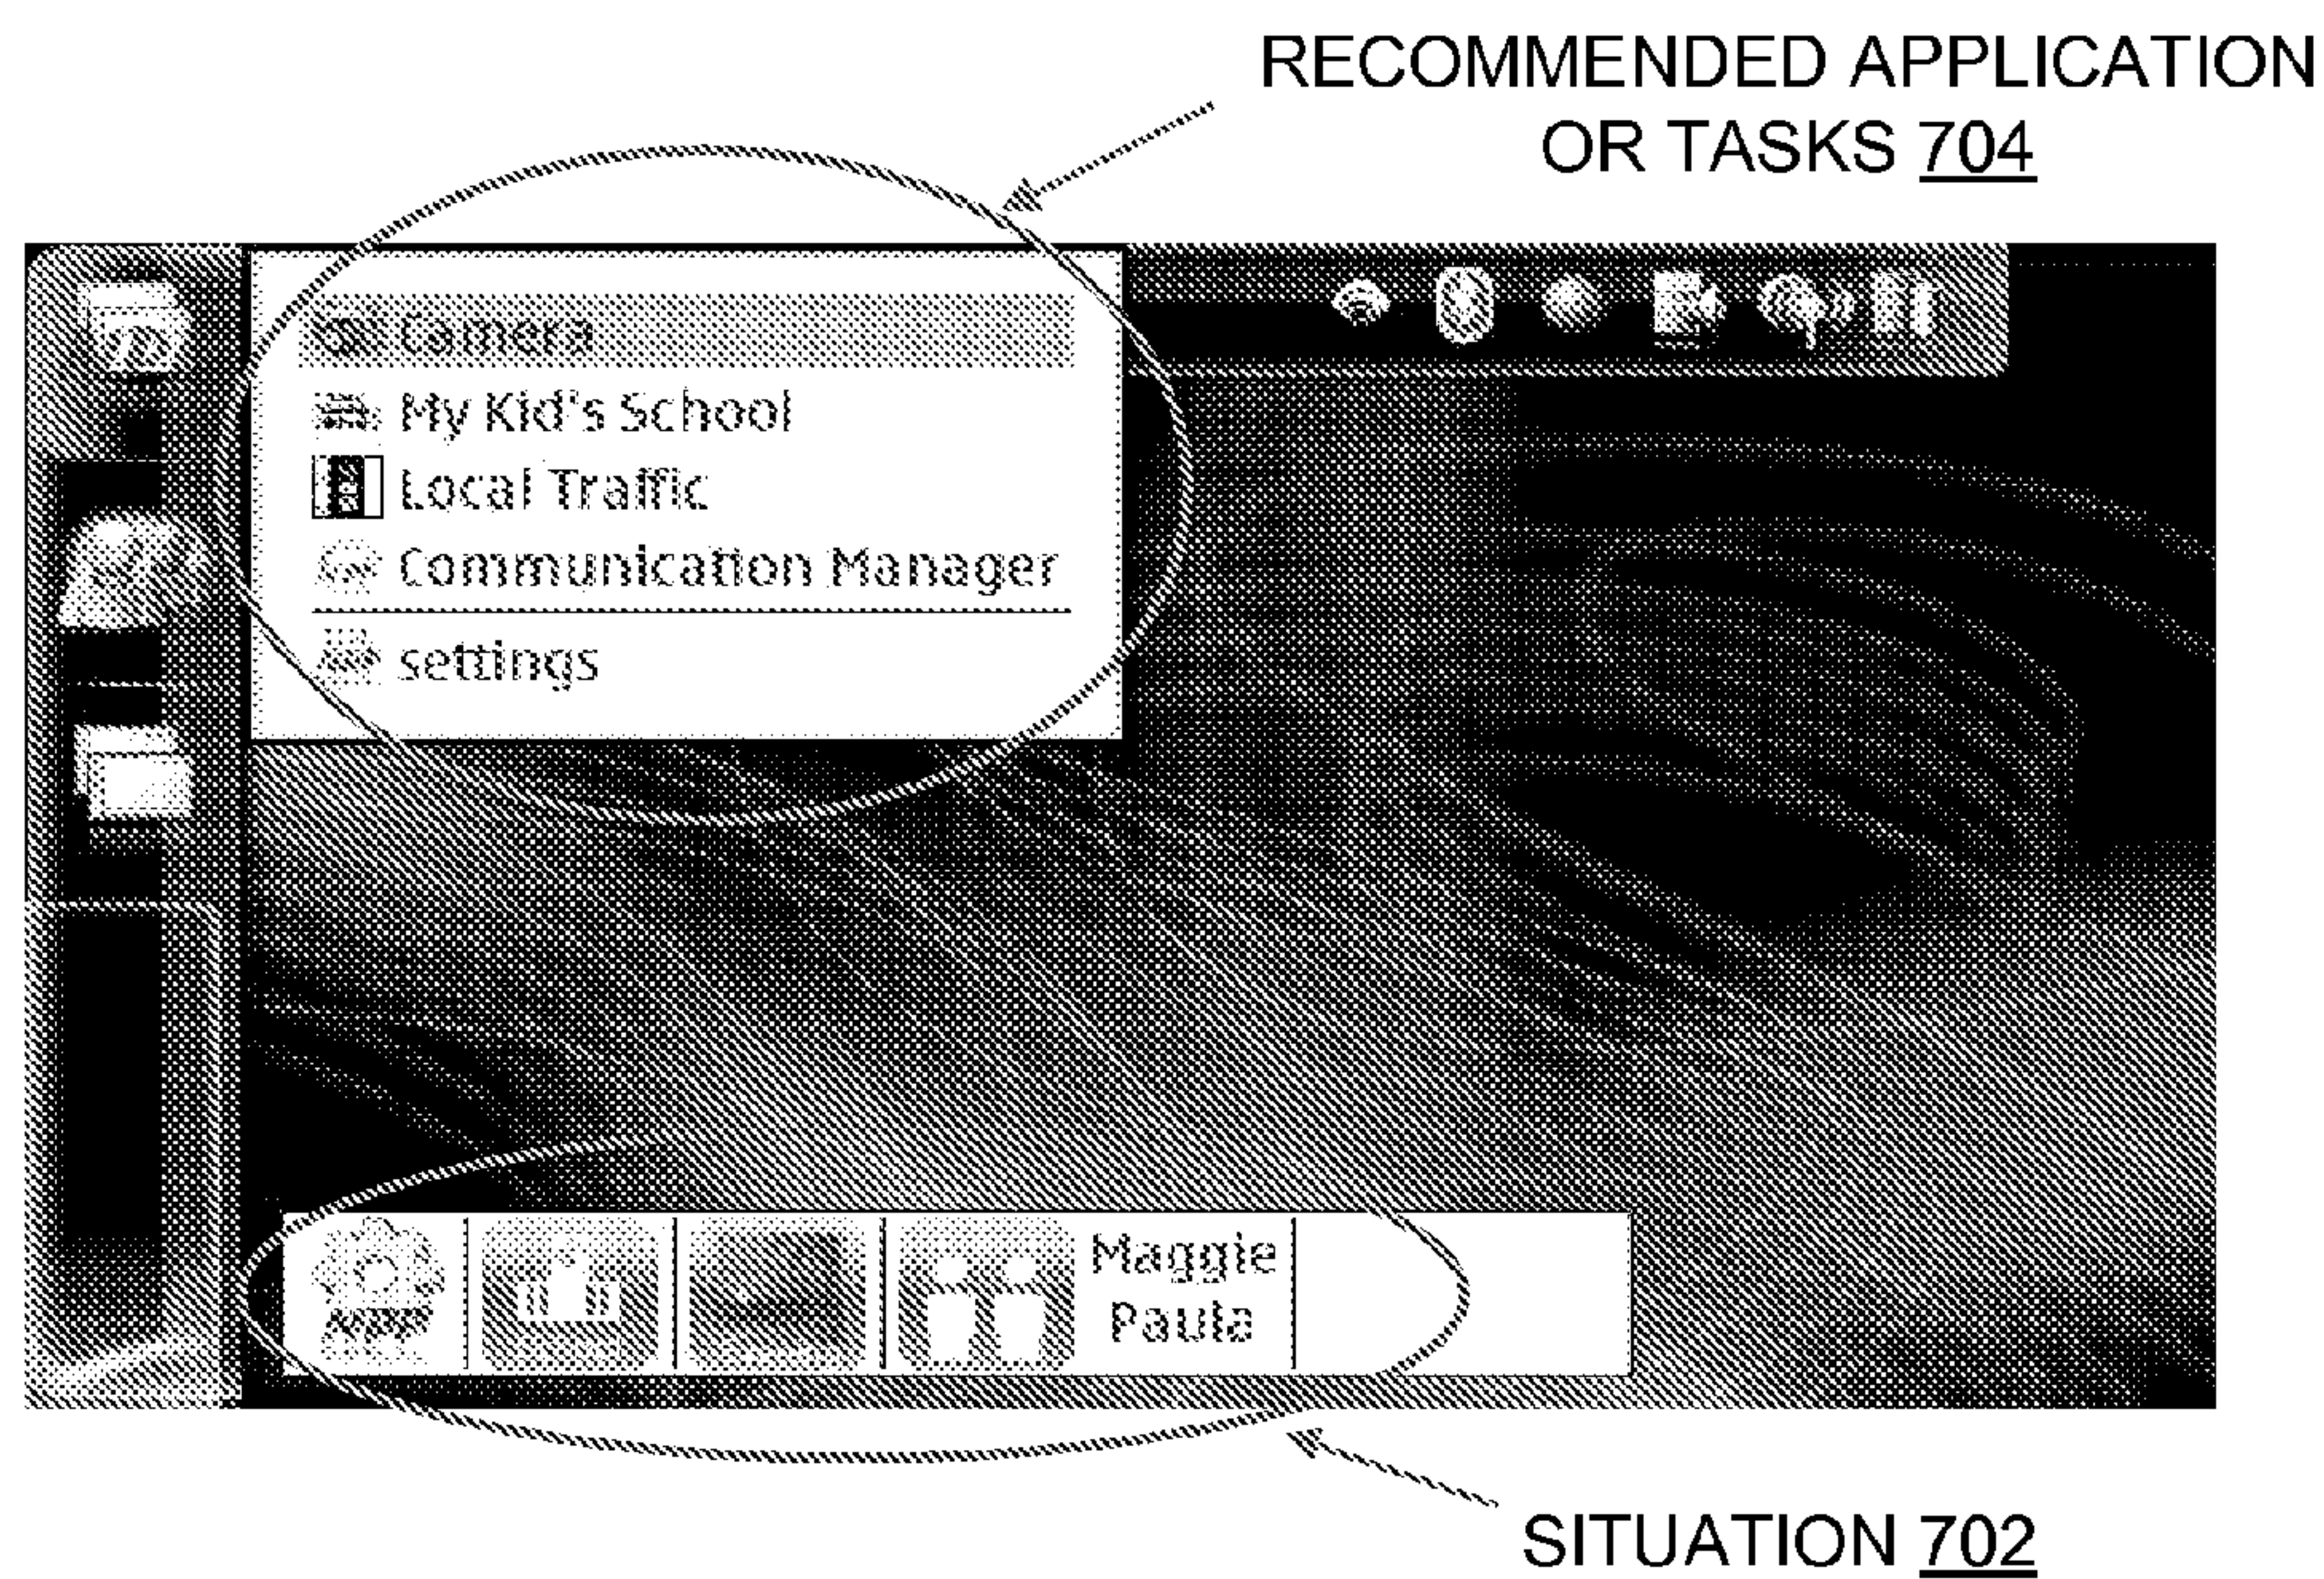 RECOMMENDED APPLICATION
OR TASKS 704
Camera
My Kid's School
Local Traffic
Communication Manager
settings
Maggie
Paula
SITUATION 702